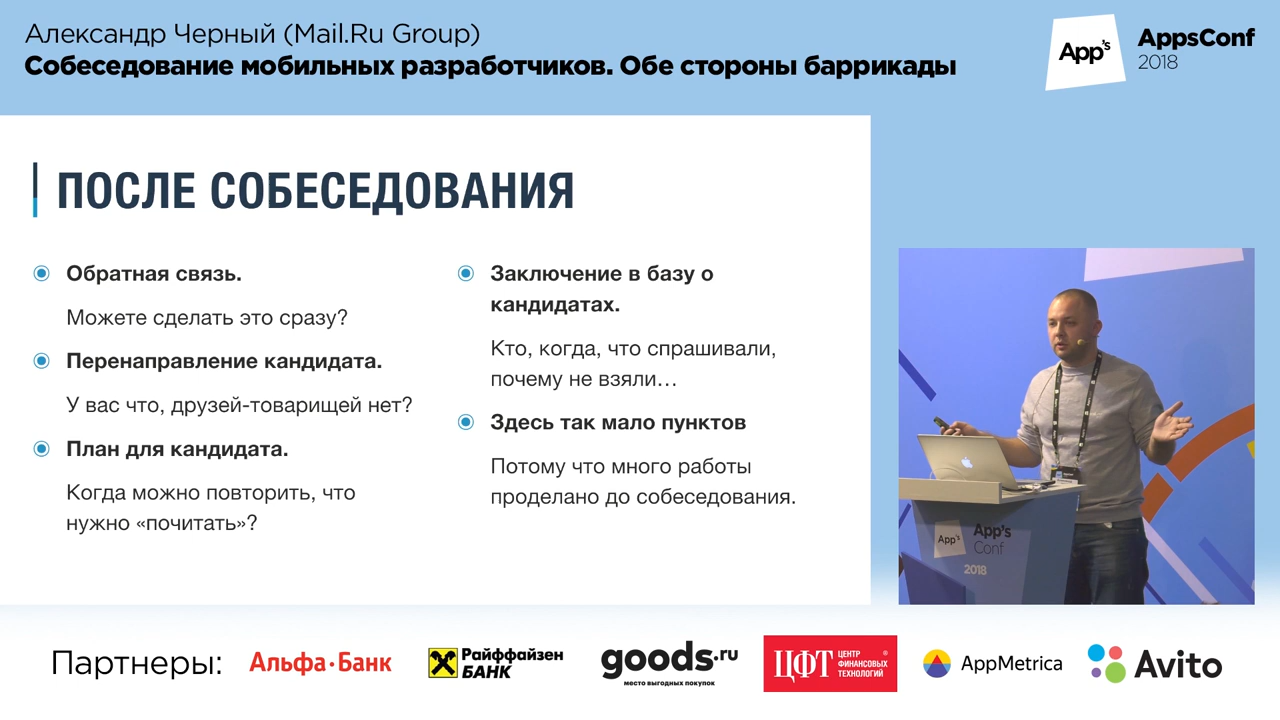 Александр Черный (Mail.Ru Group)
Собеседование мобильных разработчиков. Обе стороны баррикады
App's
AppsConf
2018
ПОСЛЕ СОБЕСЕДОВАНИЯ
Обратная связь.
Можете сделать это сразу?
Перенаправление кандидата.
У вас что, друзей-товарищей нет?
План для кандидата.
Когда можно повторить, что
нужно «почитать»?
Заключение в базу о
кандидатах.
Кто, когда, что спрашивали,
почему не взяли…
Здесь так мало пунктов
Потому что много работы
проделано до собеседования.
App's
App's
Conf
2018
Партнеры:
Альфа·Банк
Райффайзен
БАНК
goods.ru
место выгодных покупок
ЦФТ
ЦЕНТР
ФИНАНСОВЫХ
ТЕХНОЛОГИЙ
®
AppMetrica
Avito